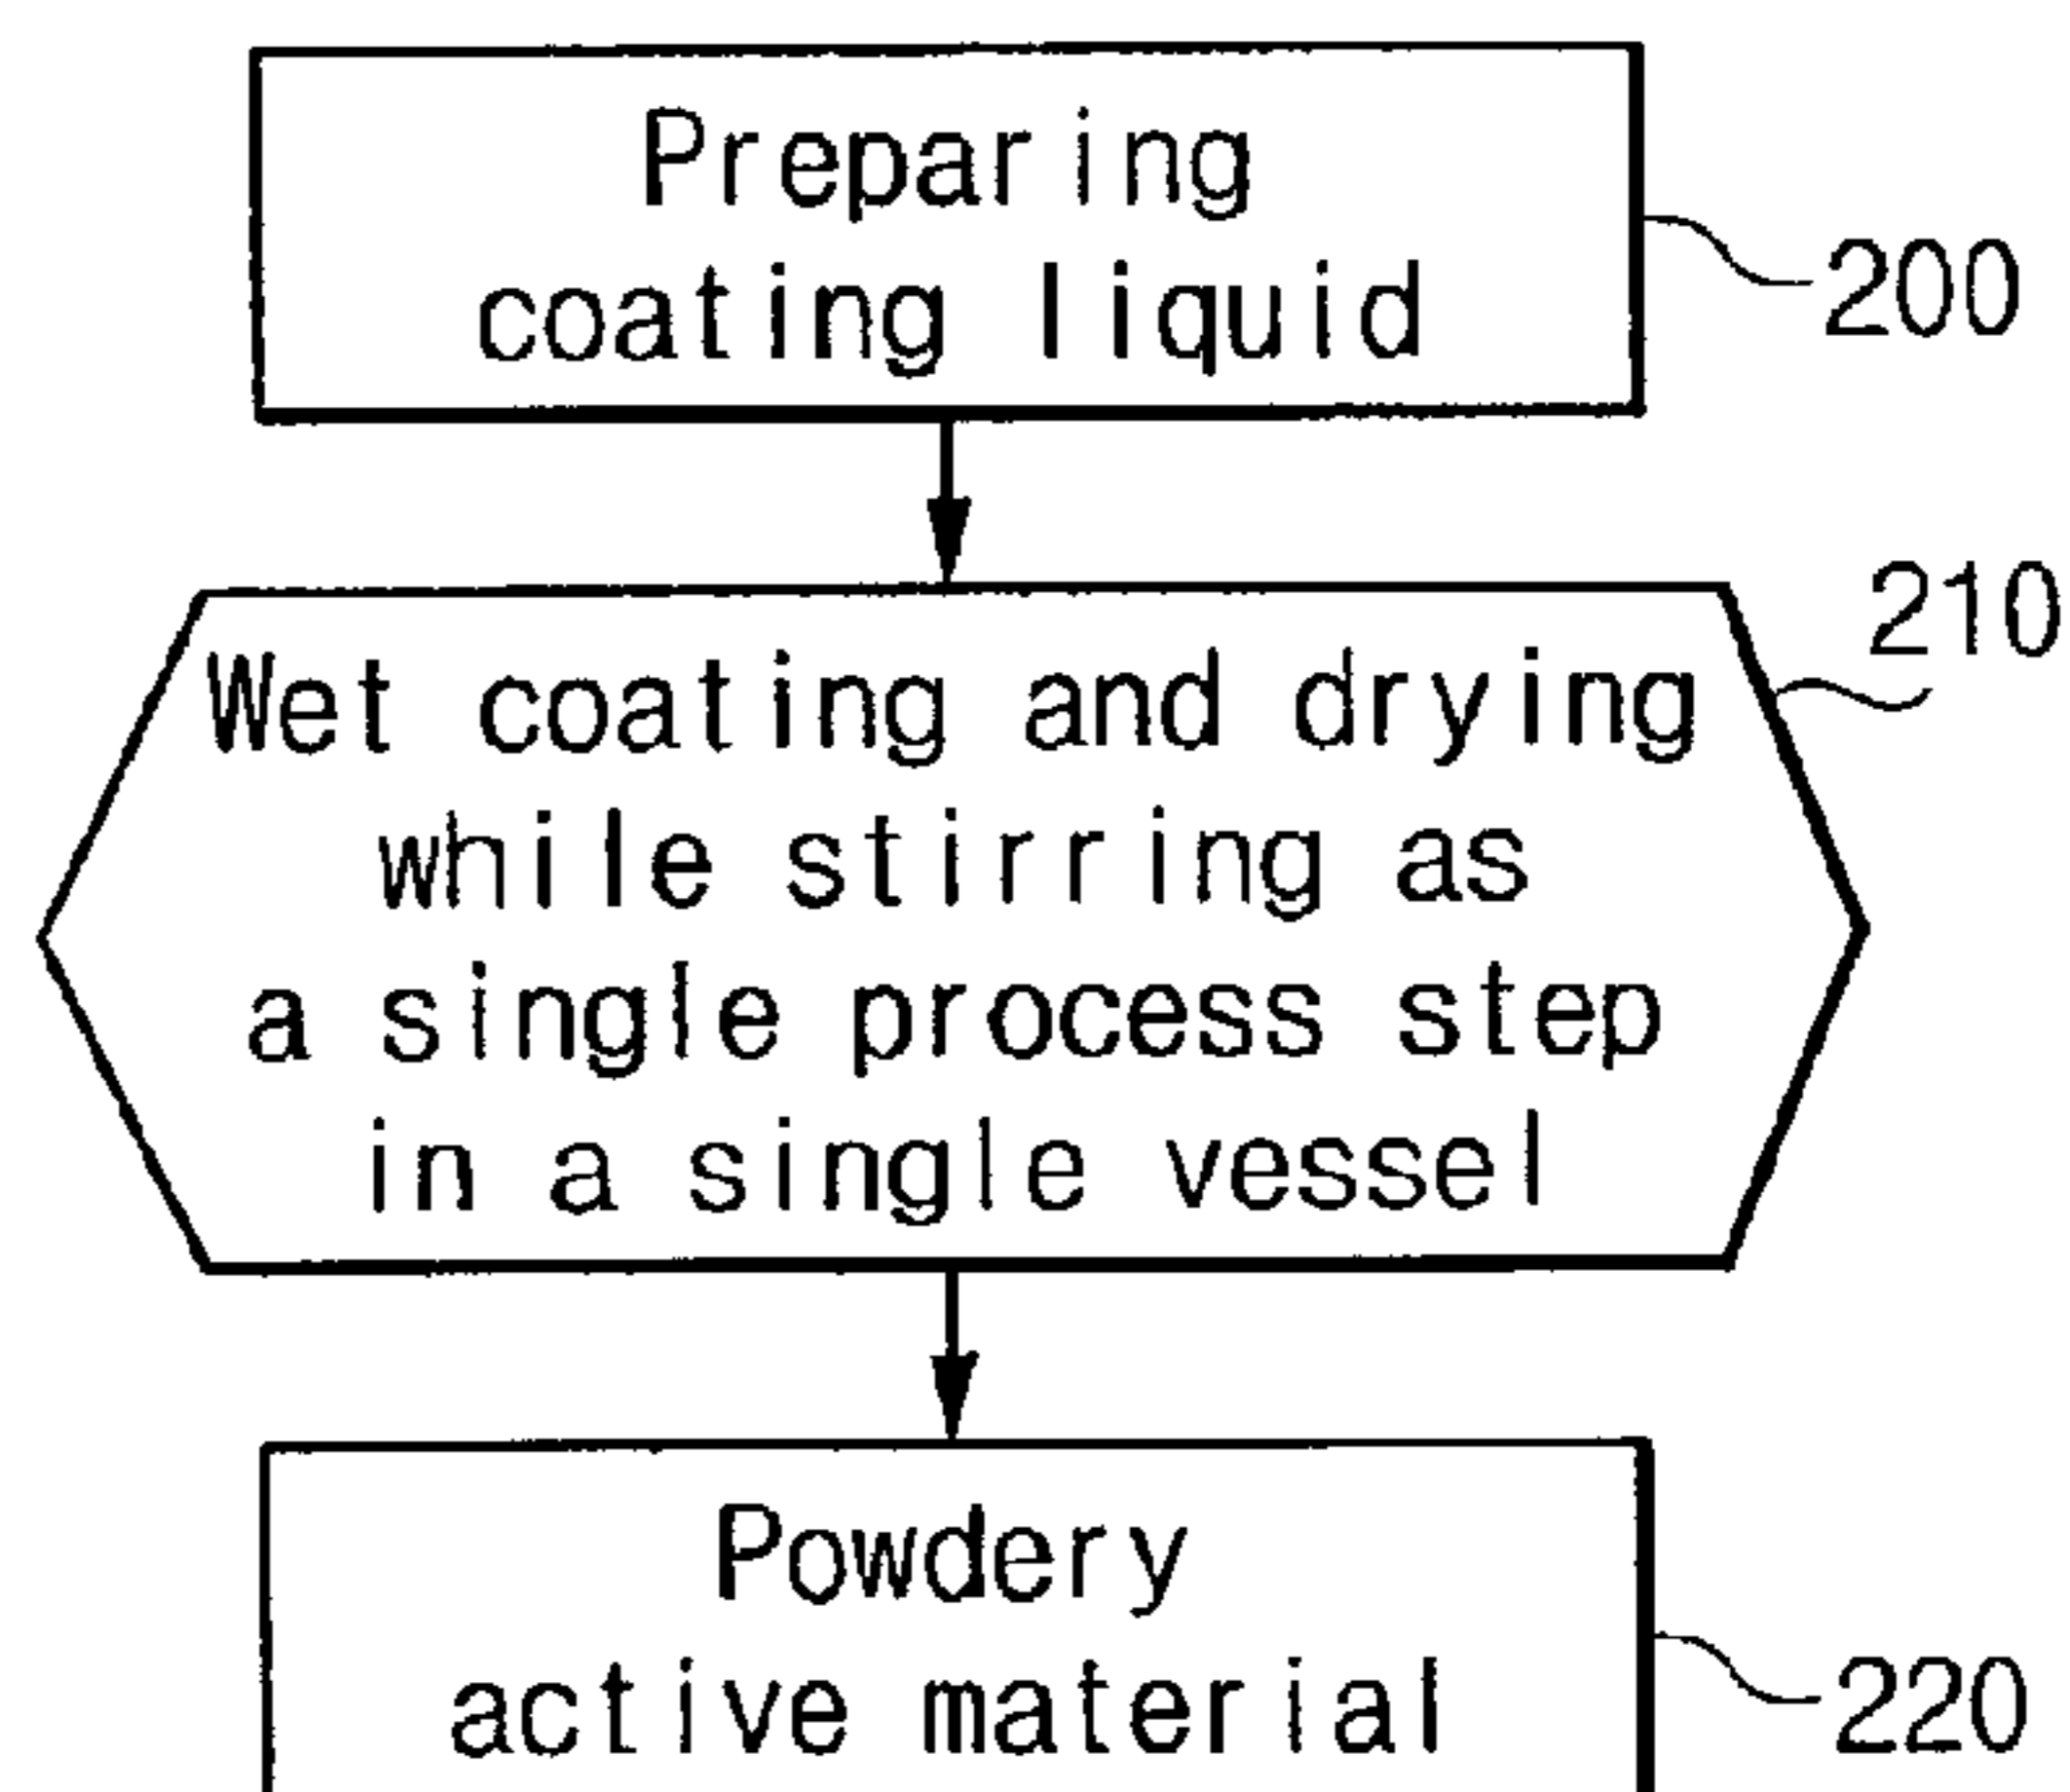 Preparing
coating liquid
200
210
Wet coating and drying
while stirring as
a single process step
in a single vessel
Powdery
active material
220